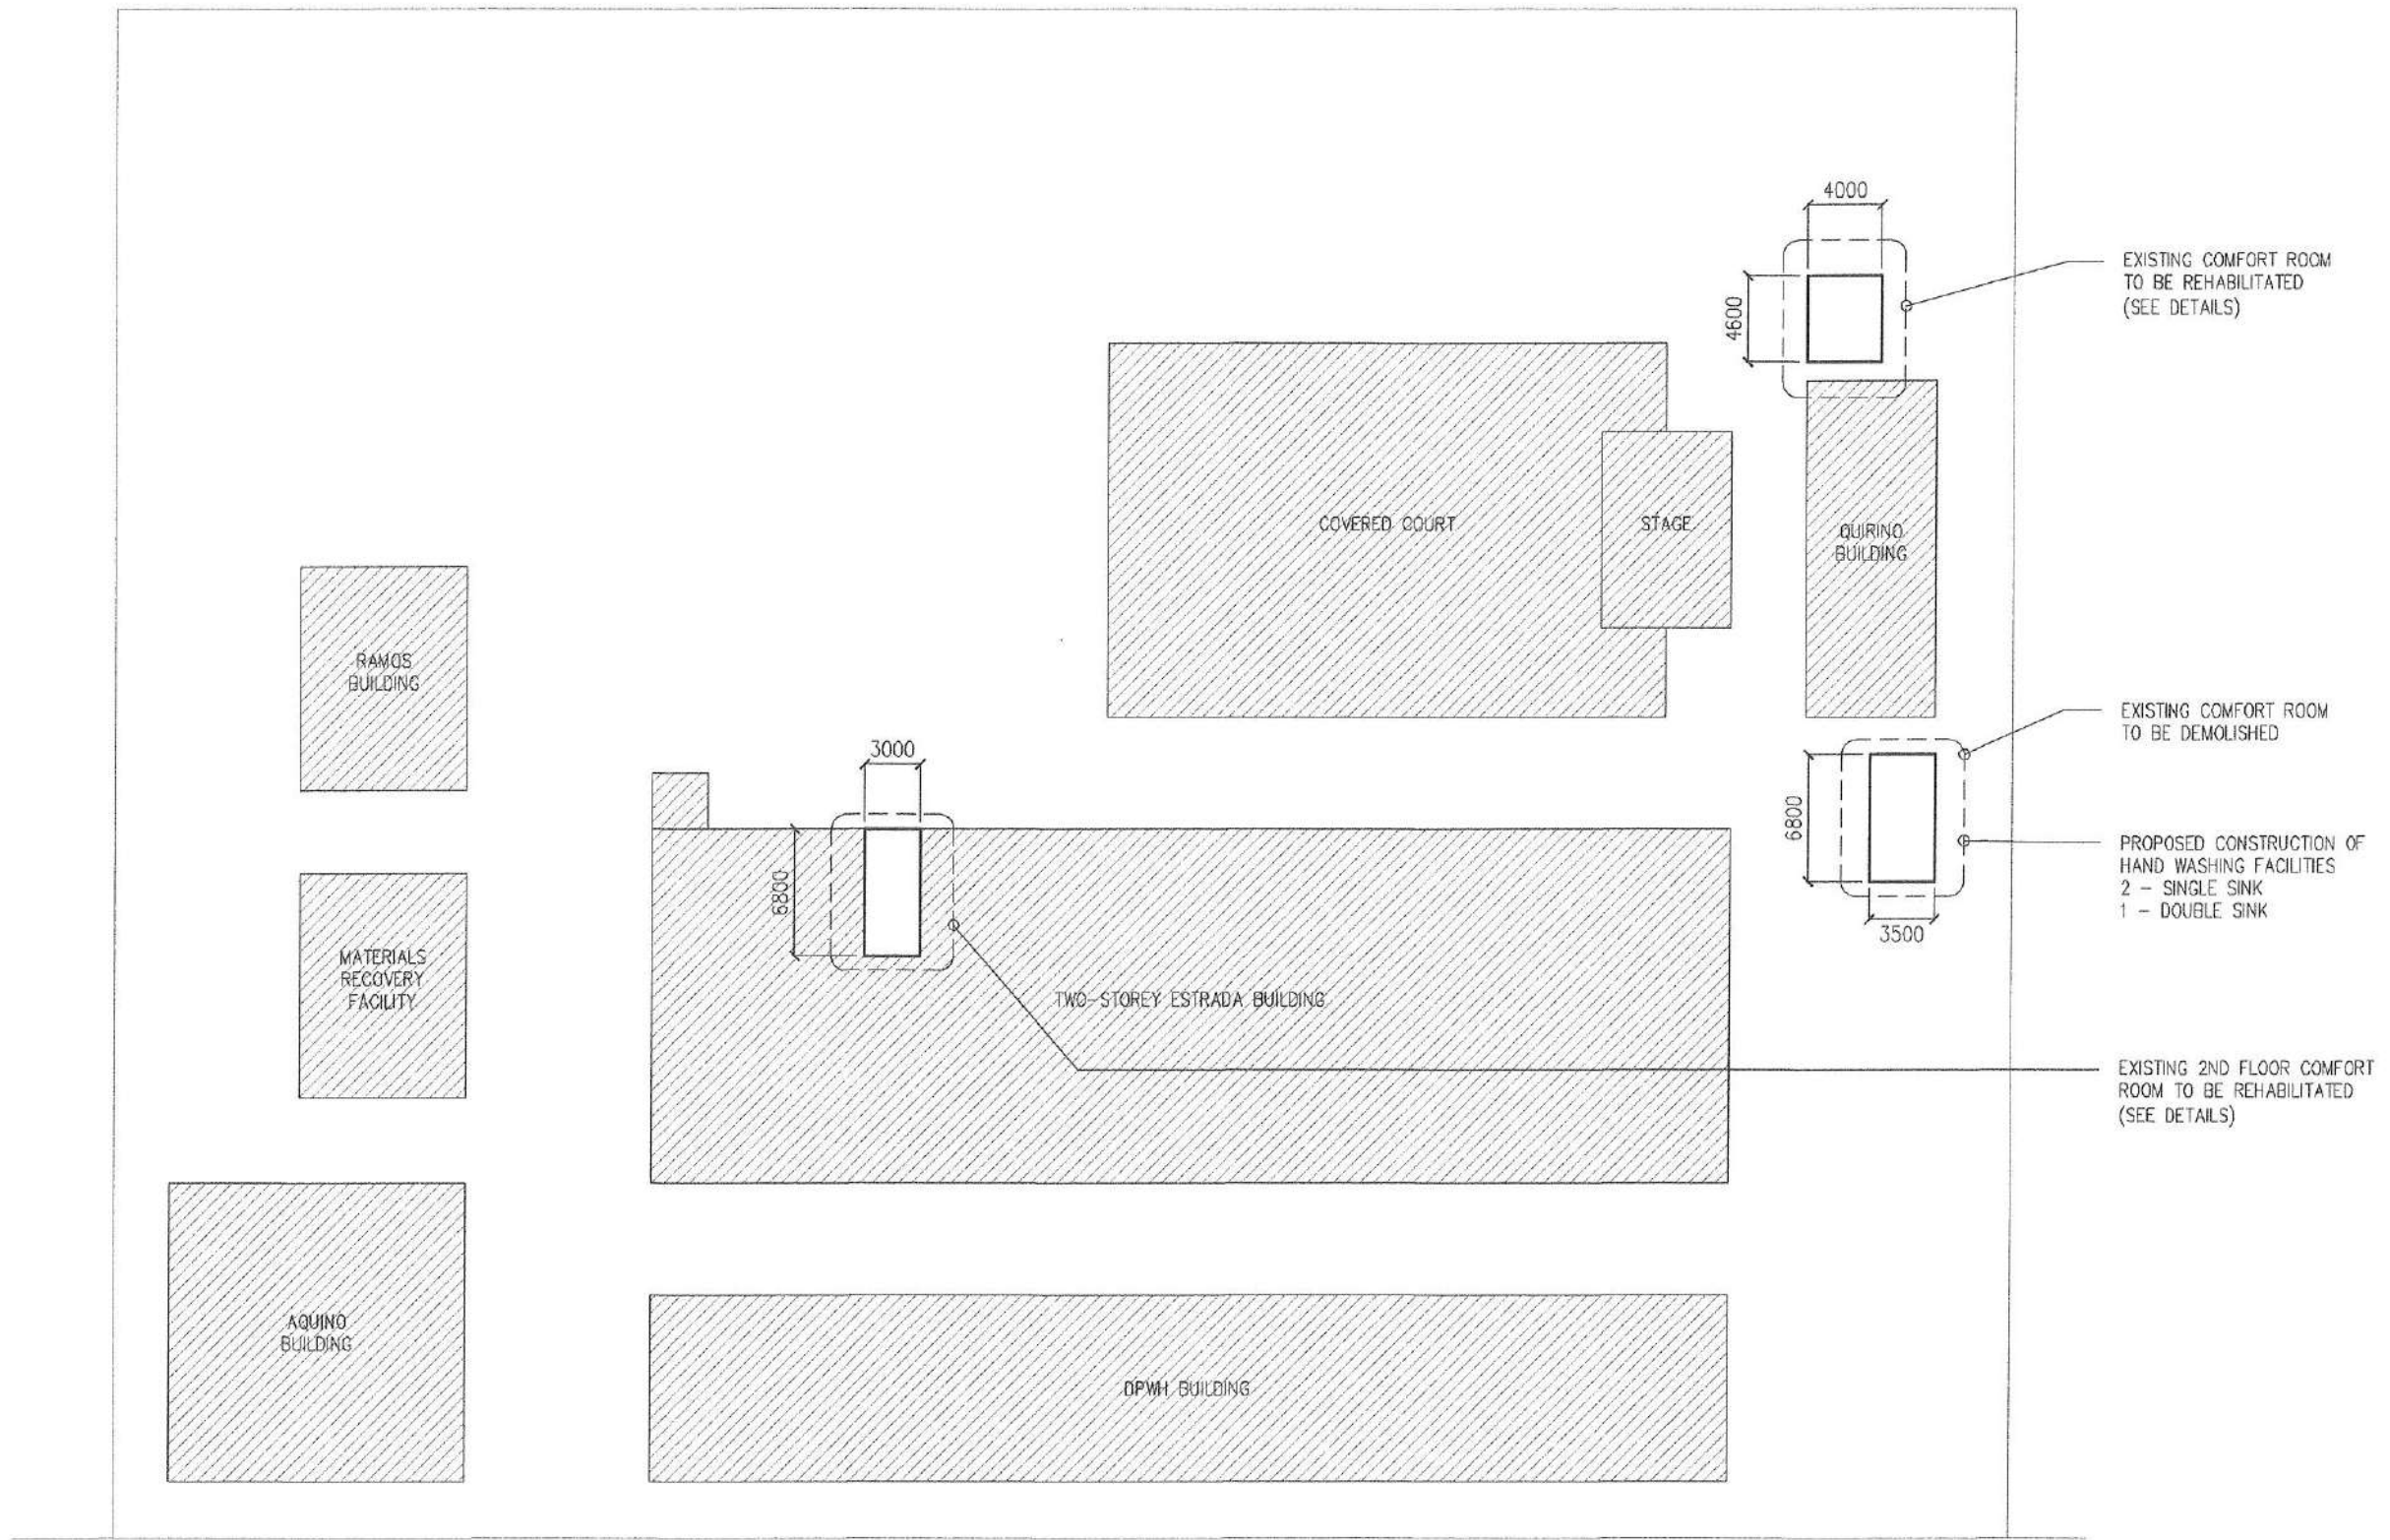 4000
EXISTING COMFORT ROOM
TO BE REHABILITATED
(SEE DETAILS)
4600
COVERED COURT
STAGE
QUIRINO
BUILDING
RAMOS
BUILDING
EXISTING COMFORT ROOM
TO BE DEMOLISHED
3000
6800
PROPOSED CONSTRUCTION OF
HAND WASHING FACILITIES
2 - SINGLE SINK
1 - DOUBLE SINK
3500
6800
MATERIALS
RECOVERY
FACILITY
TWO-STOREY ESTRADA BUILDING
EXISTING 2ND FLOOR COMFORT
ROOM TO BE REHABILITATED
(SEE DETAILS)
AQUINO
BUILDING
DPWH BUILDING